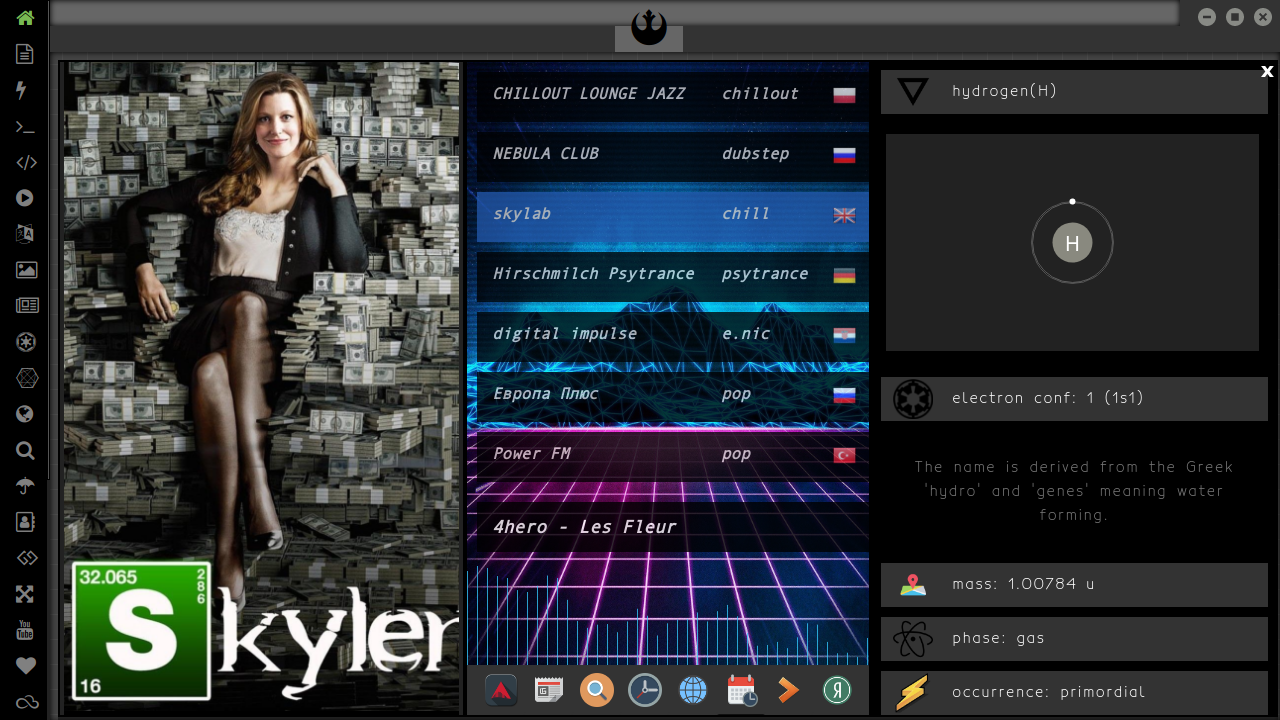 32.065
2
8
6
S
kyler
16
CHILLOUT LOUNGE JAZZ chillout
NEBULA CLUB dubstep
skylab chill
Hirschmilch Psytrance psytrance
digital impulse e.nic
Европа Плюс pop
Power FM pop
4hero - Les Fleur
Я
x
hydrogen(H)
H
electron conf: 1 (1s1)
The name is derived from the Greek
'hydro' and 'genes' meaning water
forming.
mass: 1.00784 u
phase: gas
occurrence: primordial
You
Tube